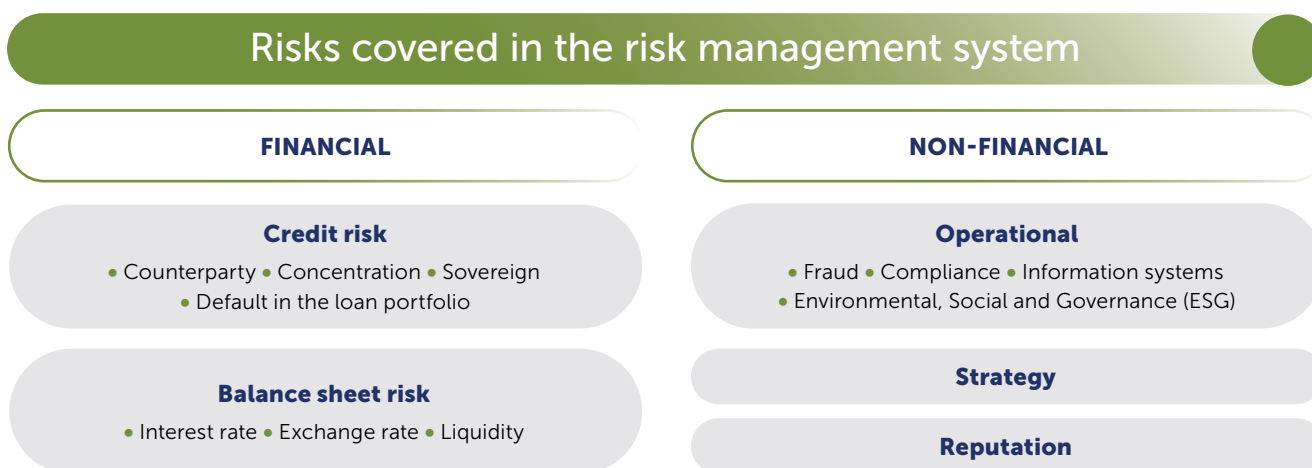 Risks covered in the risk management system
FINANCIAL
Credit risk
• Counterparty • Concentration • Sovereign
• Default in the loan portfolio
Balance sheet risk
• Interest rate • Exchange rate • Liquidity
NON-FINANCIAL
Operational
• Fraud • Compliance • Information systems
• Environmental, Social and Governance (ESG)
Strategy
Reputation